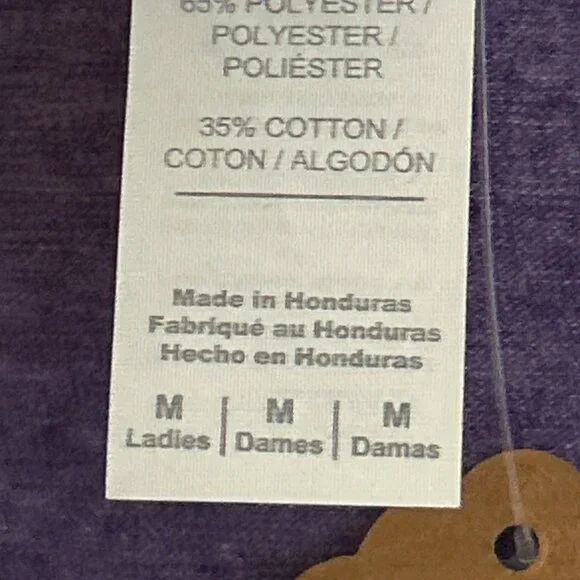 65% POLYESTER /
POLYESTER /
POLIÉSTER
35% COTTON /
COTON / ALGODÓN
Made in Honduras
Fabriqué au Honduras
Hecho en Honduras
M | M | M
Ladies | Dames | Damas